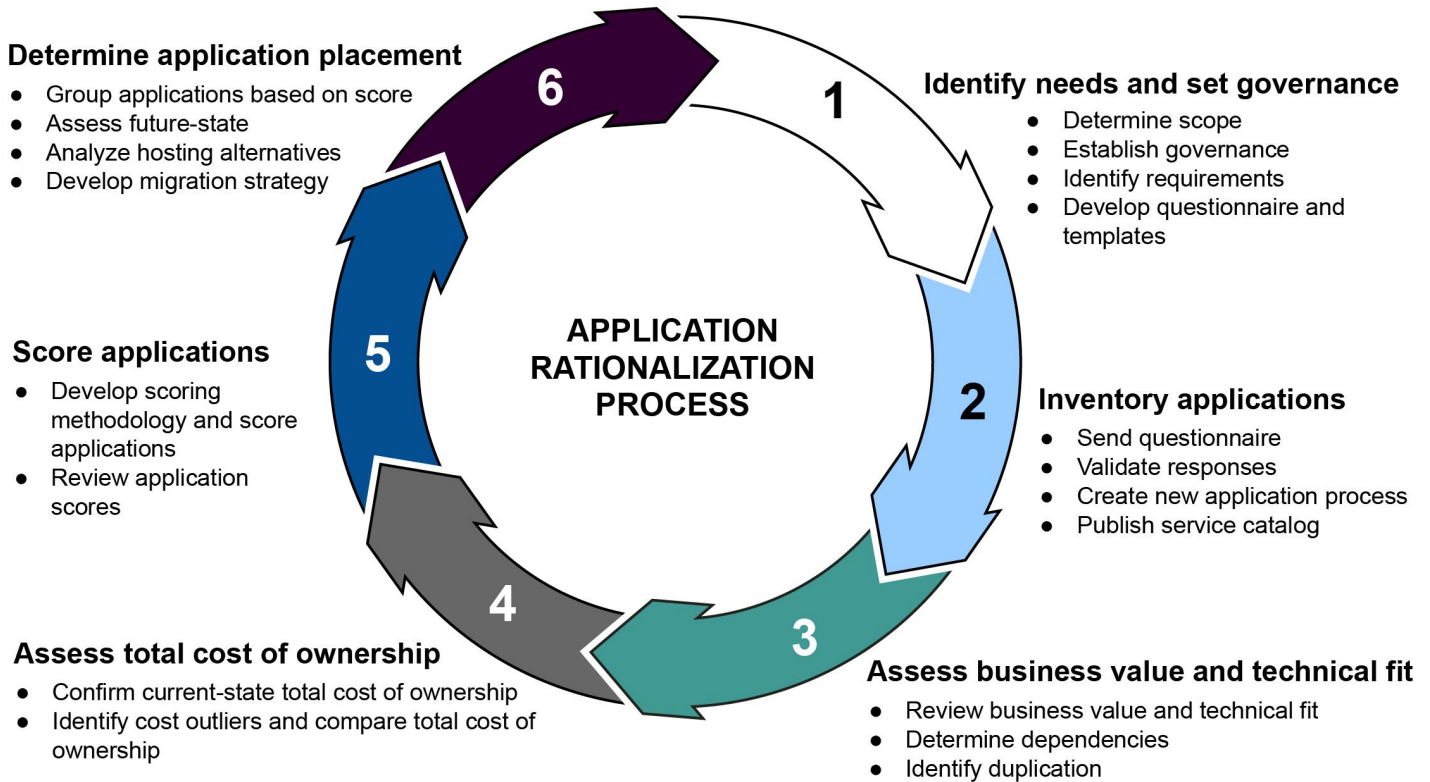 APPLICATION
RATIONALIZATION
PROCESS
1
Identify needs and set governance
● Determine scope
● Establish governance
● Identify requirements
● Develop questionnaire and
templates
2
Inventory applications
● Send questionnaire
● Validate responses
● Create new application process
● Publish service catalog
3
Assess business value and technical fit
● Review business value and technical fit
● Determine dependencies
● Identify duplication
4
Assess total cost of ownership
● Confirm current-state total cost of ownership
● Identify cost outliers and compare total cost of
ownership
5
Score applications
● Develop scoring
methodology and score
applications
● Review application
scores
6
Determine application placement
● Group applications based on score
● Assess future-state
● Analyze hosting alternatives
● Develop migration strategy